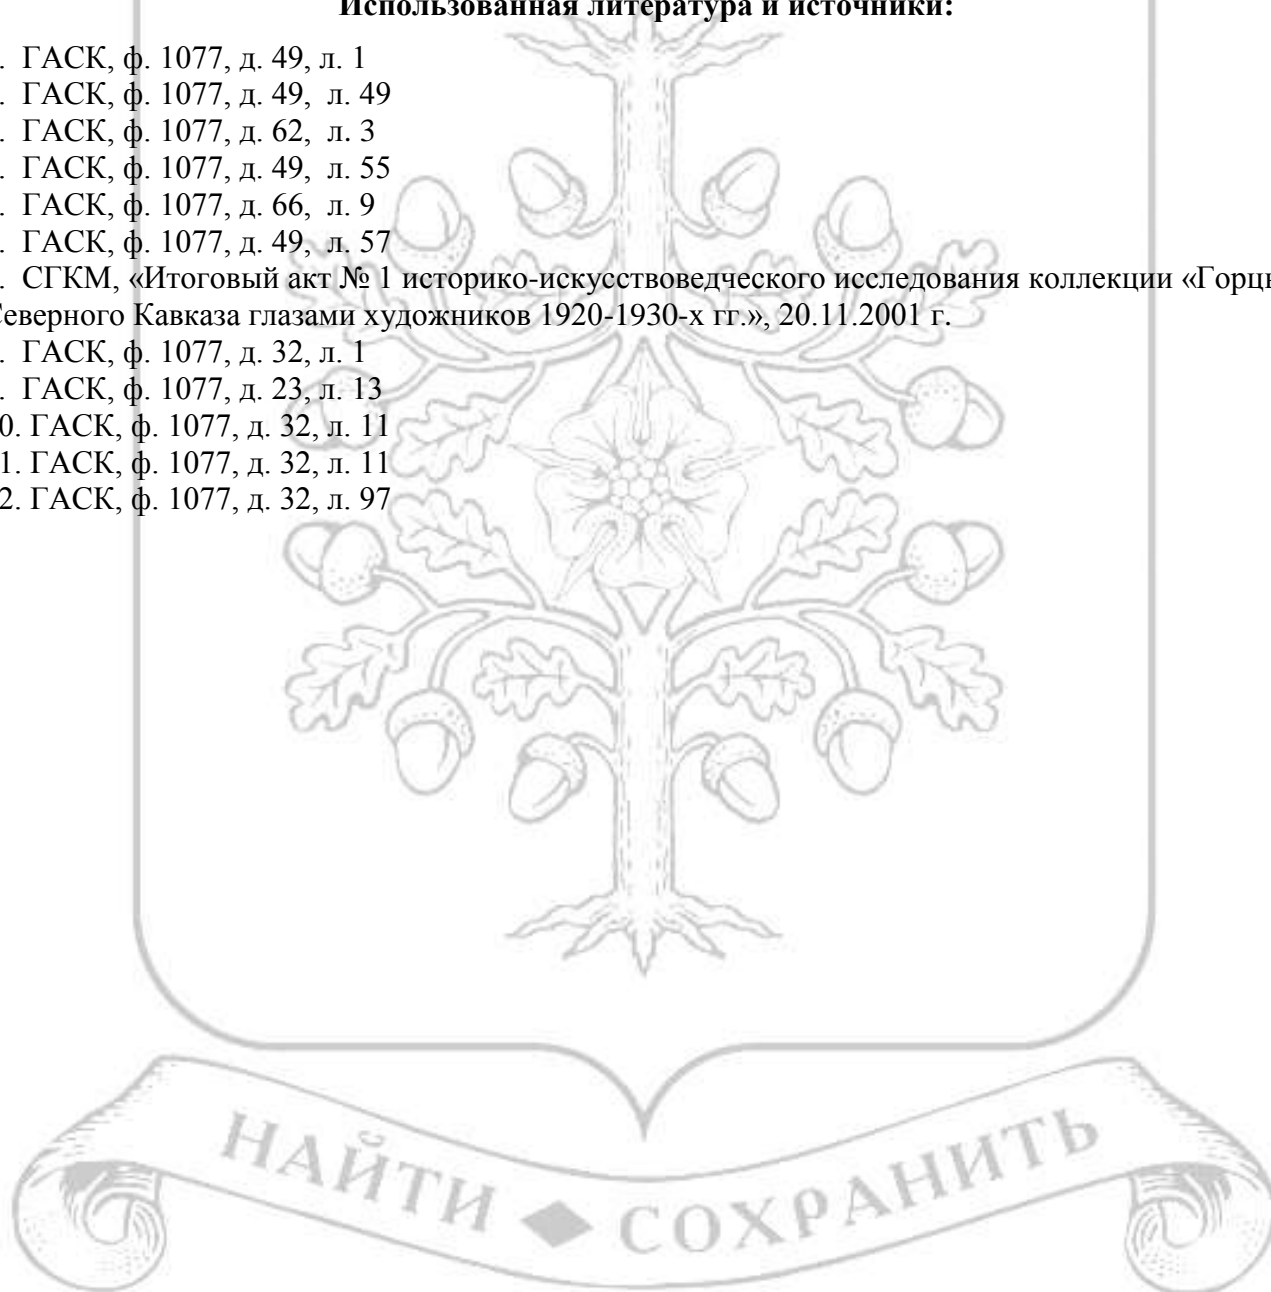 Использованная литература и источники:
. ГАСК, ф. 1077, д. 49, л. 1
. ГАСК, ф. 1077, д. 49, л. 49
. ГАСК, ф. 1077, д. 62, л. 3
. ГАСК, ф. 1077, д. 49, л. 55
. ГАСК, ф. 1077, д. 66, л. 9
. ГАСК, ф. 1077, д. 49, л. 57
. СГКМ, «Итоговый акт № 1 историко-искусствоведческого исследования коллекции «Горцы
Северного Кавказа глазами художников 1920-1930-х гг.», 20.11.2001 г.
. ГАСК, ф. 1077, д. 32, л. 1
. ГАСК, ф. 1077, д. 23, л. 13
0. ГАСК, ф. 1077, д. 32, л. 11
1. ГАСК, ф. 1077, д. 32, л. 11
2. ГАСК, ф. 1077, д. 32, л. 97
НАЙТИ ◆ СОХРАНИТЬ